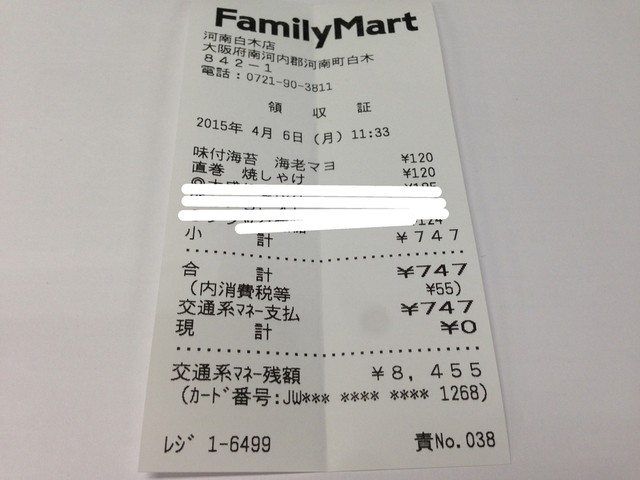 FamilyMart
河南白木店
大阪府南河内郡河南町白木
842-1
電話:0721-90-3811
領 収 証
2015年 4月 6日(月) 11:33
味付海苔 海老マヨ ¥120
直巻 焼しゃけ ¥120
小 計 ¥747
合 計 ¥747
(内消費税等 ¥55)
交通系マネー支払 ¥747
現 計 ¥0
交通系マネー残額 ¥8,455
(カード番号:JW*** **** **** 1268)
レジ 1-6499 責No.038